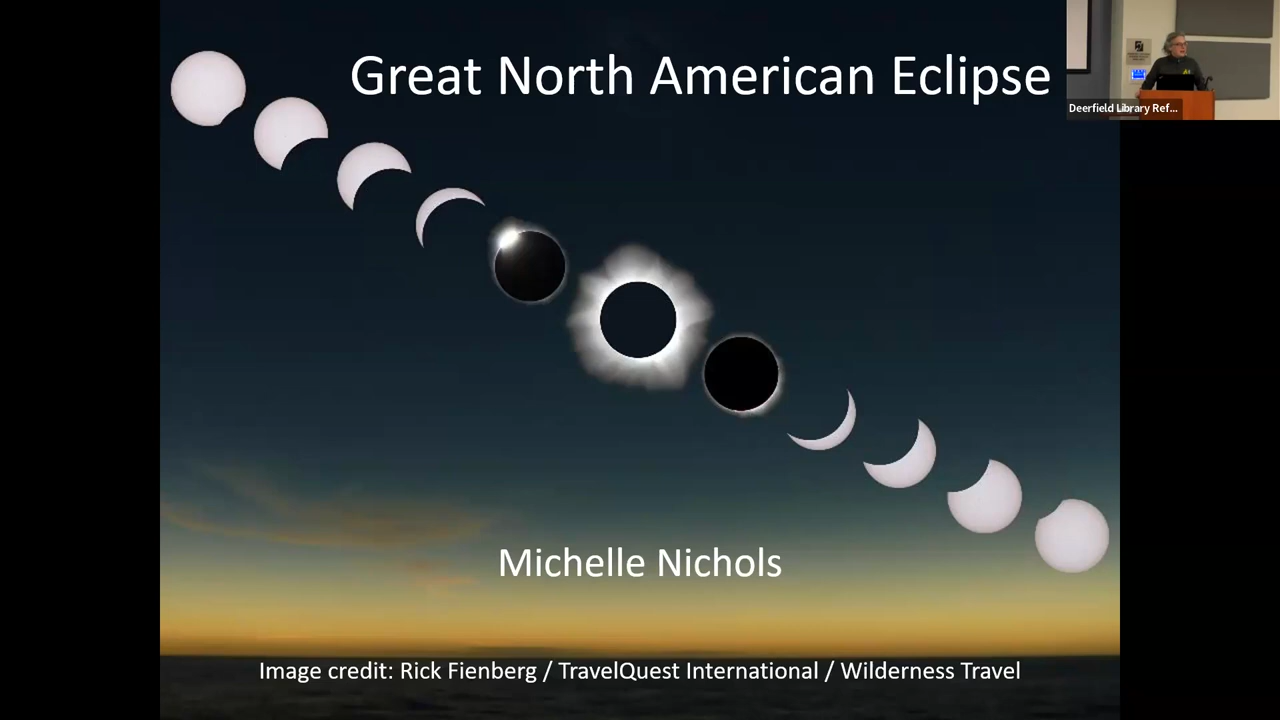 Great North American Eclipse
Deerfield Library Ref...
Michelle Nichols
Image credit: Rick Fienberg / TravelQuest International / Wilderness Travel